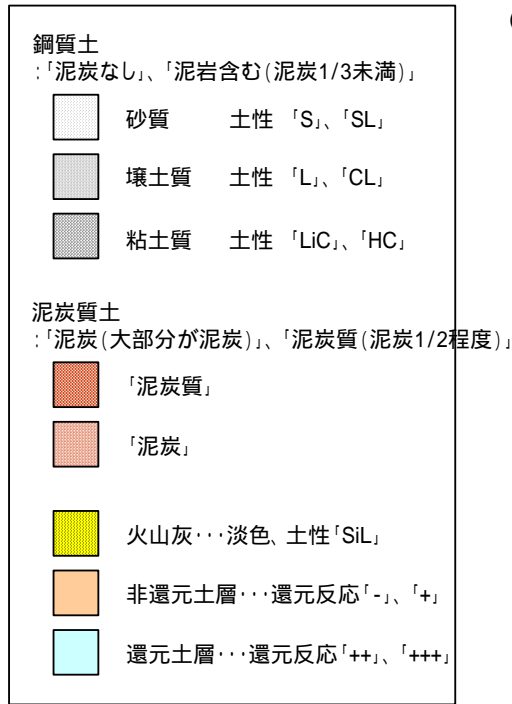 鋼質土
:「泥炭なし」、「泥岩含む(泥炭1/3未満)」
砂質 土性 「S」、「SL」
壌土質 土性 「L」、「CL」
粘土質 土性 「LiC」、「HC」
泥炭質土
:「泥炭(大部分が泥炭)」、「泥炭質(泥炭1/2程度)」
「泥炭質」
「泥炭」
火山灰･･･淡色、土性「SiL」
非還元土層･･･還元反応「-」、「+」
還元土層･･･還元反応「++」、「+++」